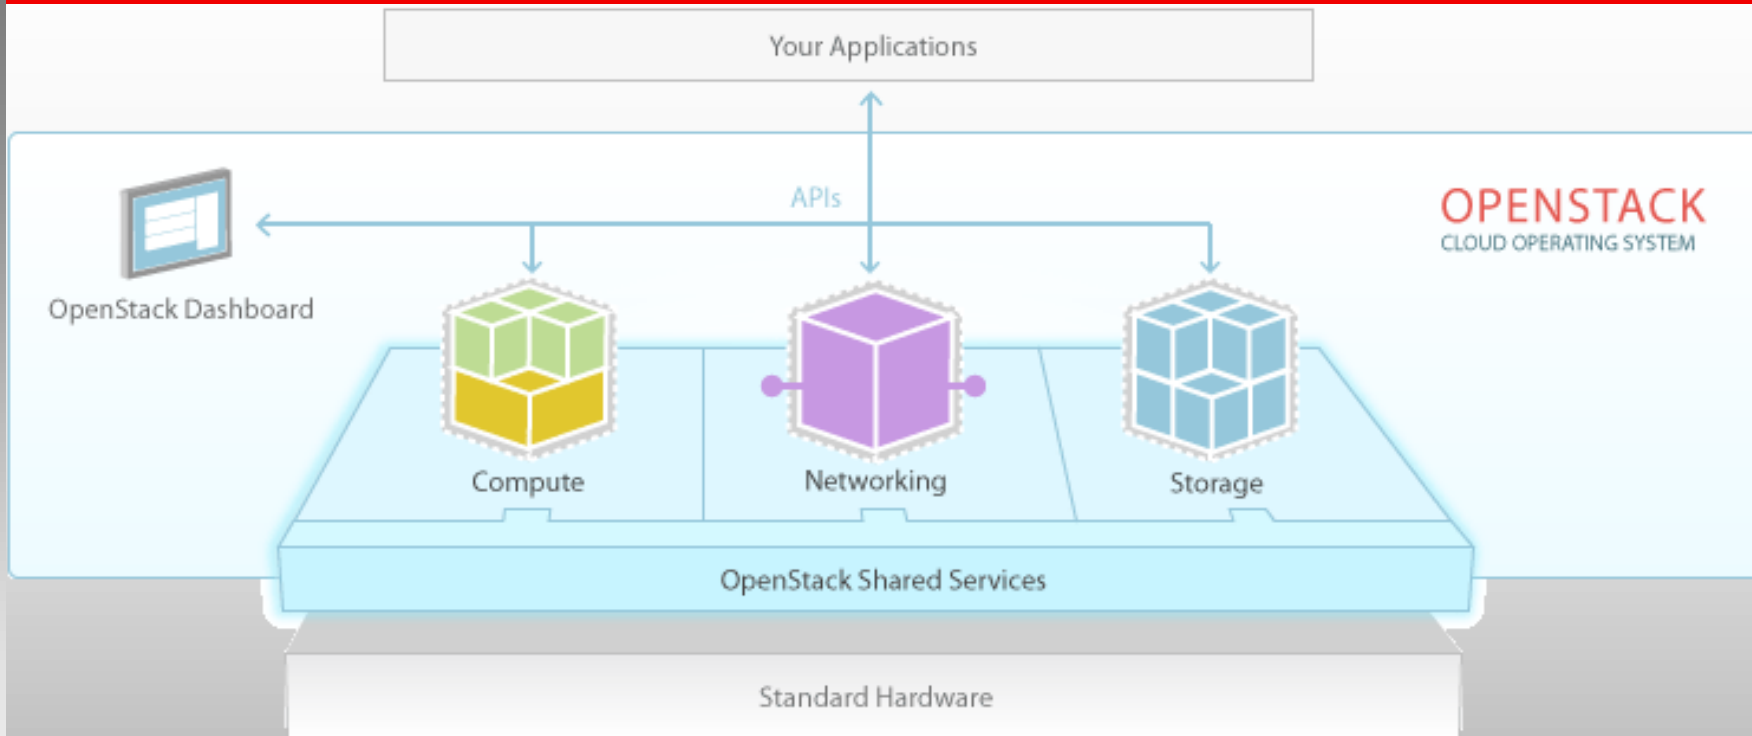 Your Applications
APIs
OPENSTACK
CLOUD OPERATING SYSTEM
OpenStack Dashboard
Compute
Networking
Storage
OpenStack Shared Services
Standard Hardware